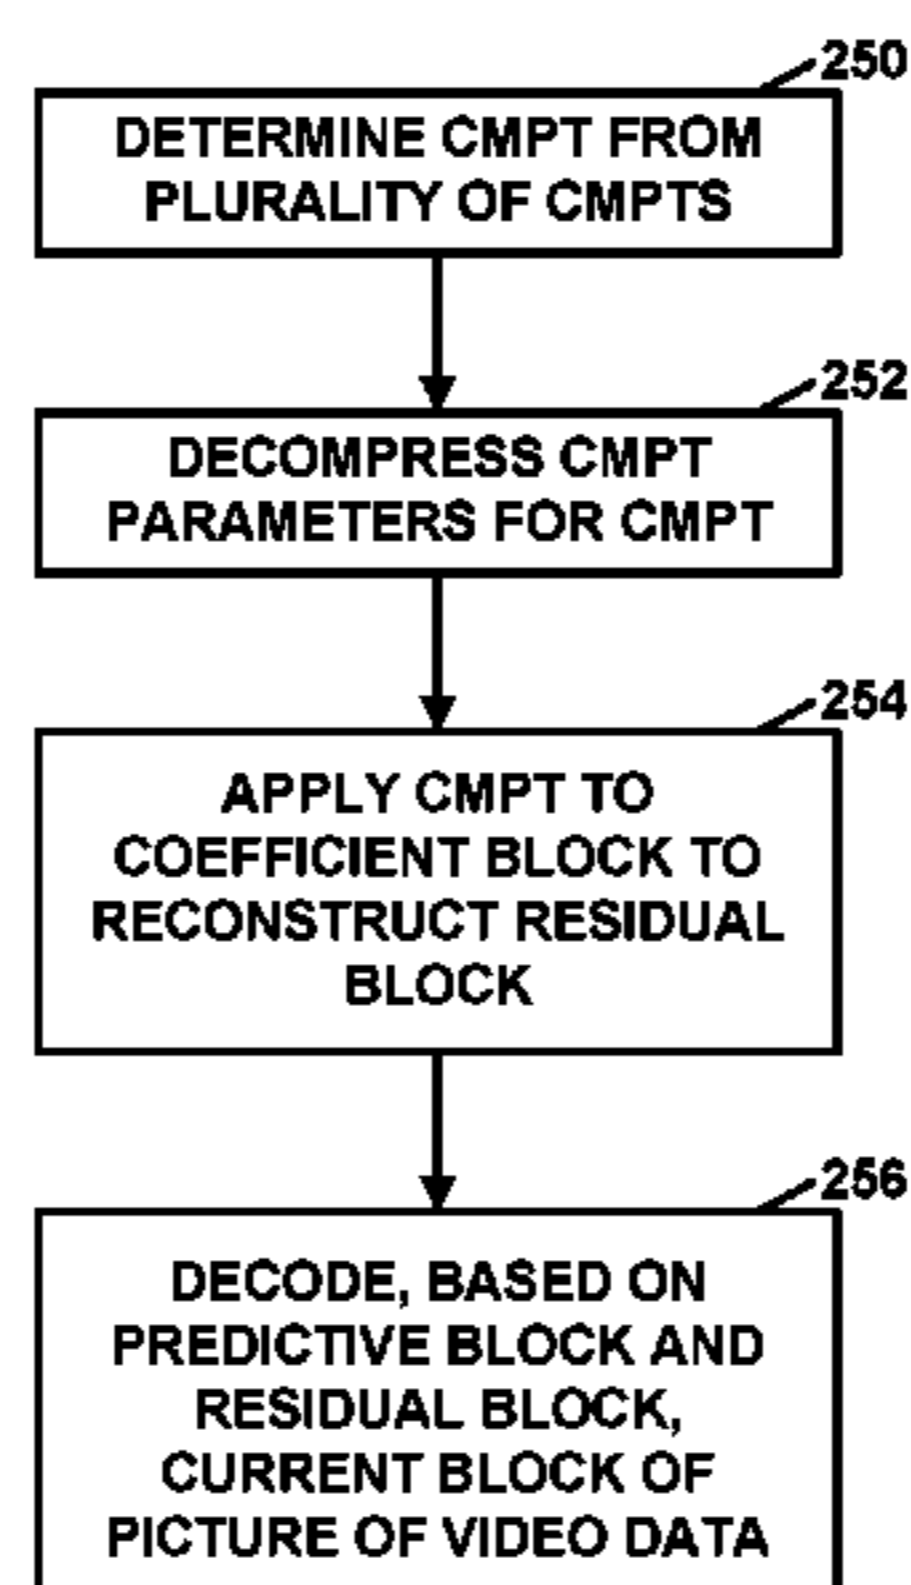 250
DETERMINE CMPT FROM
PLURALITY OF CMPTS
252
DECOMPRESS CMPT
PARAMETERS FOR CMPT
254
APPLY CMPT TO
COEFFICIENT BLOCK TO
RECONSTRUCT RESIDUAL
BLOCK
256
DECODE, BASED ON
PREDICTIVE BLOCK AND
RESIDUAL BLOCK,
CURRENT BLOCK OF
PICTURE OF VIDEO DATA